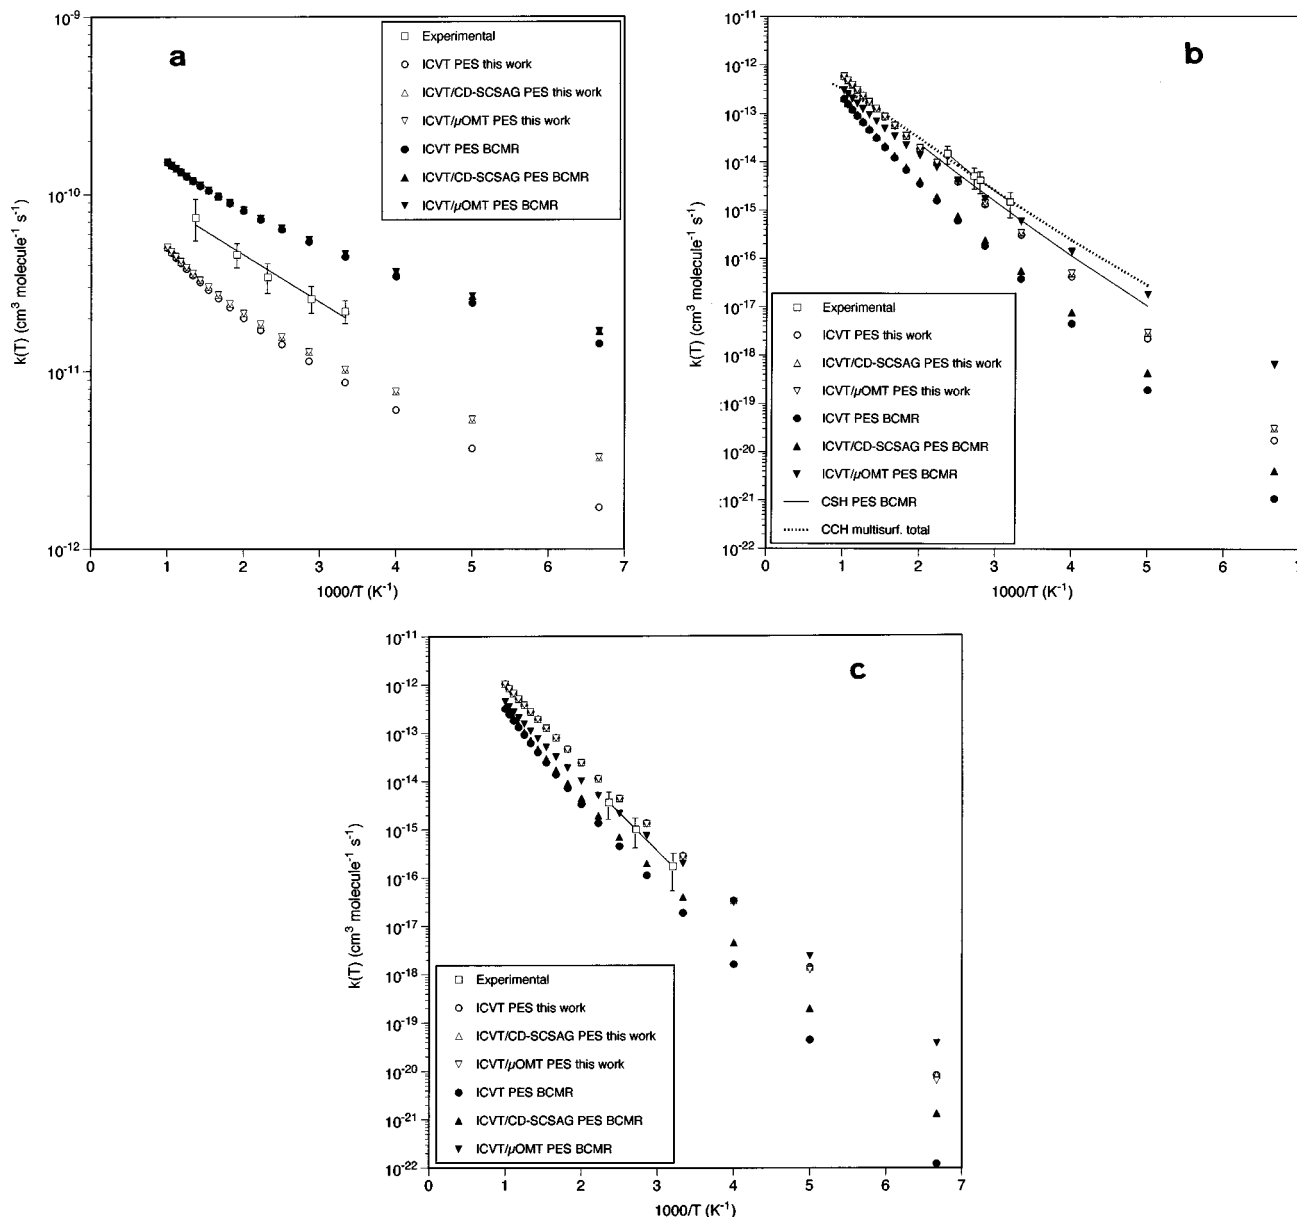 a
10⁻⁹
10⁻¹⁰
10⁻¹¹
10⁻¹²
k(T) (cm³ molecule⁻¹ s⁻¹)
Experimental
ICVT PES this work
ICVT/CD-SCSAG PES this work
ICVT/μOMT PES this work
ICVT PES BCMR
ICVT/CD-SCSAG PES BCMR
ICVT/μOMT PES BCMR
0 1 2 3 4 5 6 7
1000/T (K⁻¹)
b
10⁻¹¹
10⁻¹²
10⁻¹³
10⁻¹⁴
10⁻¹⁵
10⁻¹⁶
10⁻¹⁷
10⁻¹⁸
10⁻¹⁹
10⁻²⁰
10⁻²¹
10⁻²²
k(T) (cm³ molecule⁻¹ s⁻¹)
Experimental
ICVT PES this work
ICVT/CD-SCSAG PES this work
ICVT/μOMT PES this work
ICVT PES BCMR
ICVT/CD-SCSAG PES BCMR
ICVT/μOMT PES BCMR
CSH PES BCMR
CCH multisurf. total
0 1 2 3 4 5 6 7
1000/T (K⁻¹)
c
10⁻¹¹
10⁻¹²
10⁻¹³
10⁻¹⁴
10⁻¹⁵
10⁻¹⁶
10⁻¹⁷
10⁻¹⁸
10⁻¹⁹
10⁻²⁰
10⁻²¹
10⁻²²
k(T) (cm³ molecule⁻¹ s⁻¹)
Experimental
ICVT PES this work
ICVT/CD-SCSAG PES this work
ICVT/μOMT PES this work
ICVT PES BCMR
ICVT/CD-SCSAG PES BCMR
ICVT/μOMT PES BCMR
0 1 2 3 4 5 6 7
1000/T (K⁻¹)